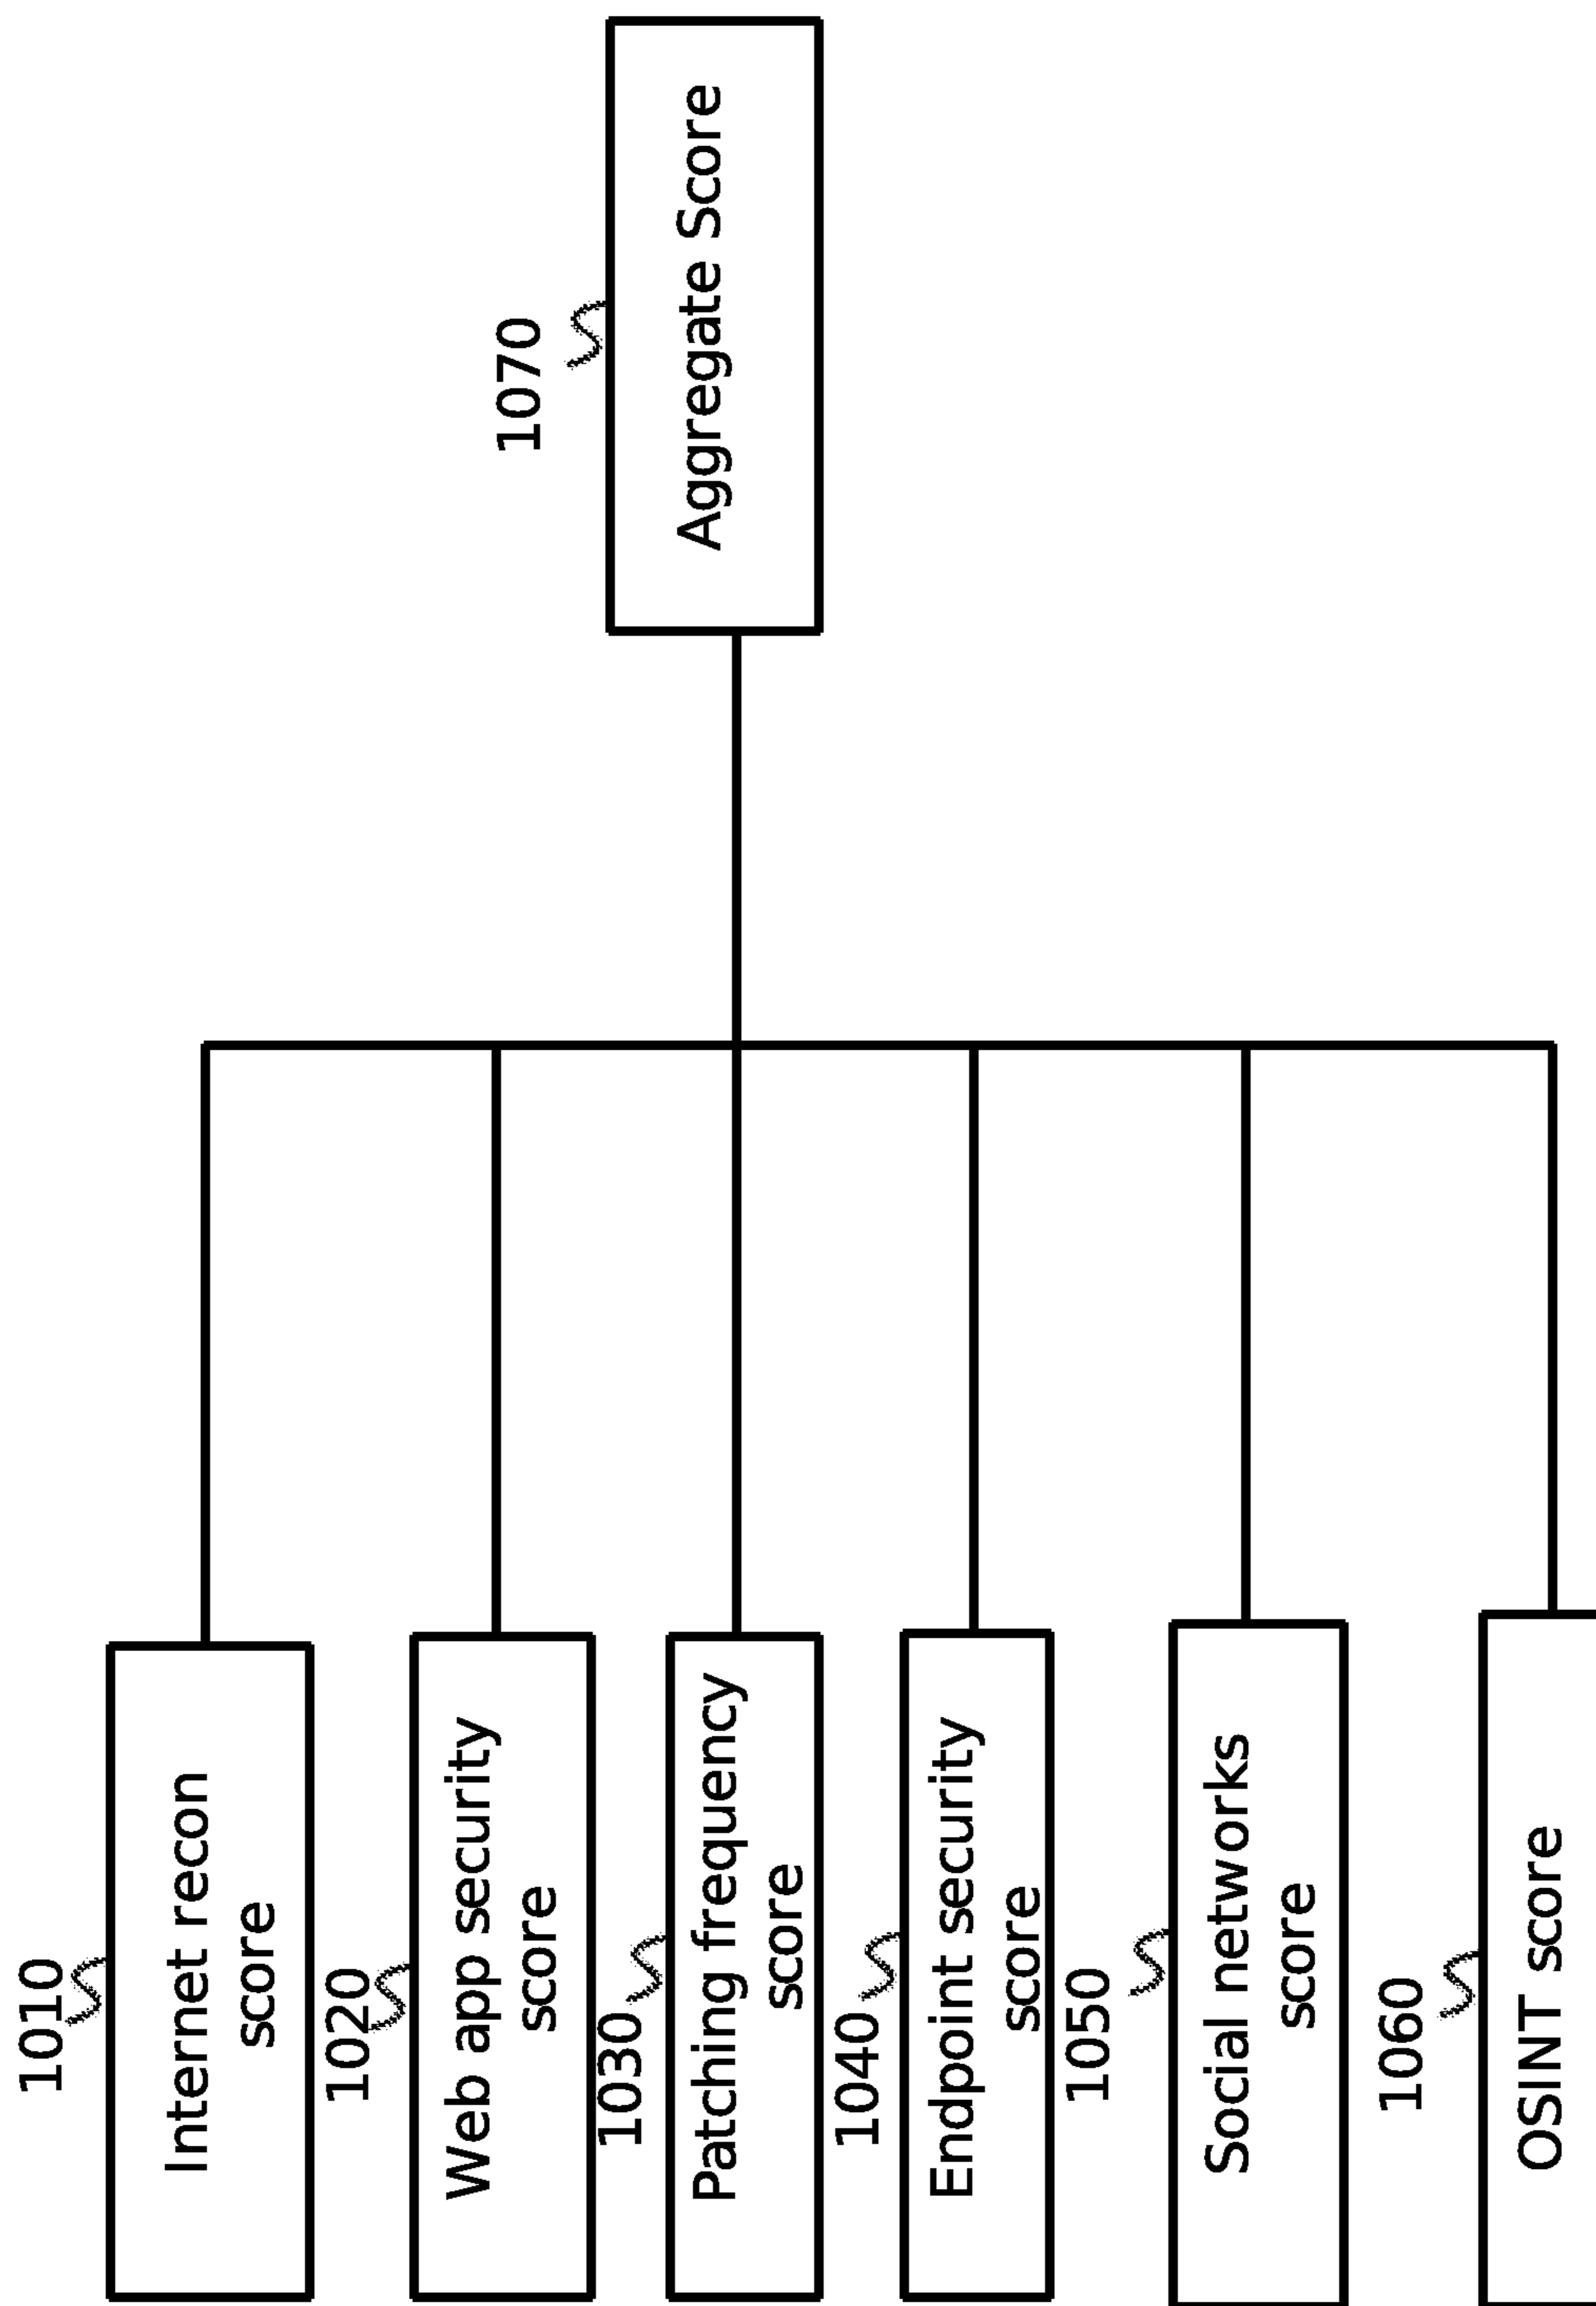 1010
Internet recon
score
1020
Web app security
score
1030
Patching frequency
score
1040
Endpoint security
score
1050
Social networks
score
1060
OSINT score
1070
Aggregate Score